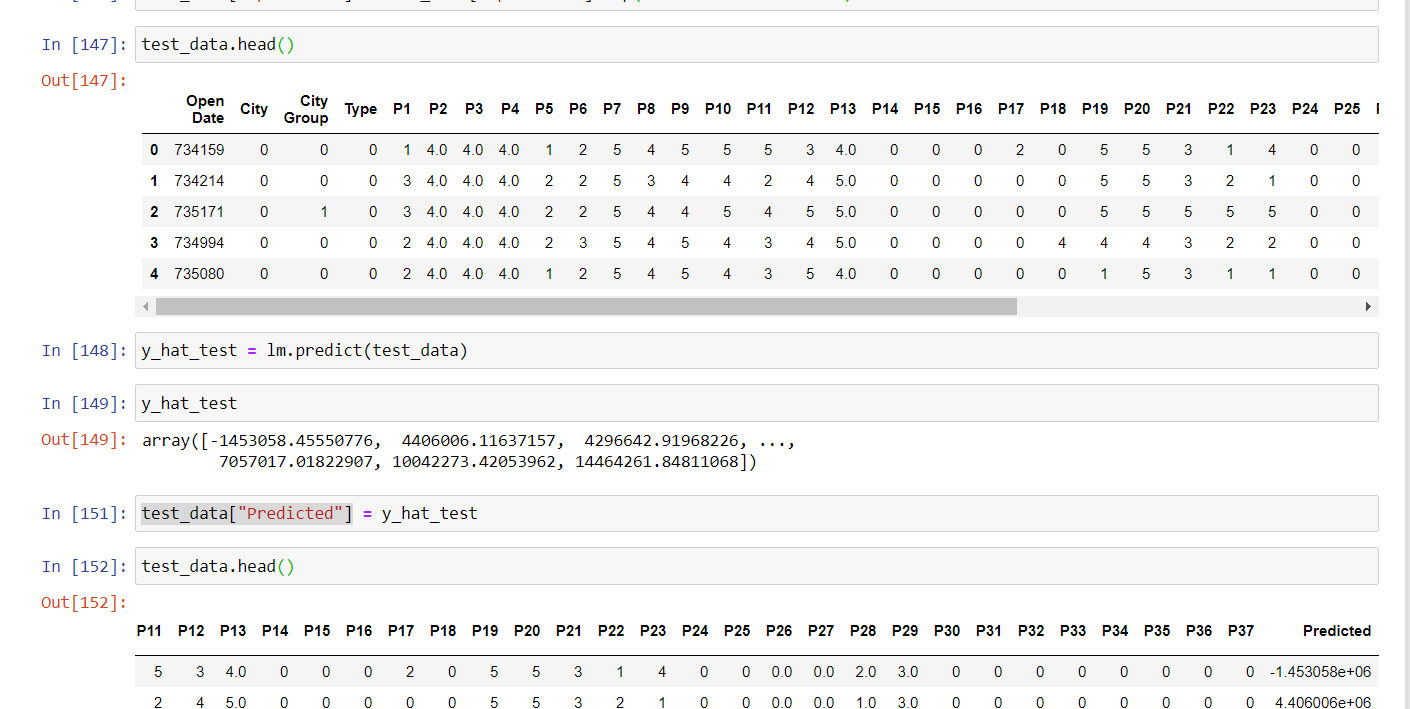 In [147]: test_data.head()
Out[147]:
Open Date City City Group Type P1 P2 P3 P4 P5 P6 P7 P8 P9 P10 P11 P12 P13 P14 P15 P16 P17 P18 P19 P20 P21 P22 P23 P24 P25
0 734159 0 0 0 1 4.0 4.0 4.0 1 2 5 4 5 5 5 3 4.0 0 0 0 2 0 5 5 3 1 4 0 0
1 734214 0 0 0 3 4.0 4.0 4.0 2 2 5 3 4 4 2 4 5.0 0 0 0 0 0 5 5 3 2 1 0 0
2 735171 0 1 0 3 4.0 4.0 4.0 2 2 5 4 4 5 4 5 5.0 0 0 0 0 0 5 5 5 5 5 0 0
3 734994 0 0 0 2 4.0 4.0 4.0 2 3 5 4 5 4 3 4 5.0 0 0 0 0 4 4 4 3 2 2 0 0
4 735080 0 0 0 2 4.0 4.0 4.0 1 2 5 4 5 4 3 5 4.0 0 0 0 0 0 1 5 3 1 1 0 0
In [148]: y_hat_test = lm.predict(test_data)
In [149]: y_hat_test
Out[149]: array([-1453058.45550776, 4406006.11637157, 4296642.91968226, ...,
7057017.01822907, 10042273.42053962, 14464261.84811068])
In [151]: test_data["Predicted"] = y_hat_test
In [152]: test_data.head()
Out[152]:
P11 P12 P13 P14 P15 P16 P17 P18 P19 P20 P21 P22 P23 P24 P25 P26 P27 P28 P29 P30 P31 P32 P33 P34 P35 P36 P37 Predicted
5 3 4.0 0 0 0 2 0 5 5 3 1 4 0 0 0.0 0.0 2.0 3.0 0 0 0 0 0 0 0 0 -1.453058e+06
2 4 5.0 0 0 0 0 0 5 5 3 2 1 0 0 0.0 0.0 1.0 3.0 0 0 0 0 0 0 0 0 4.406006e+06